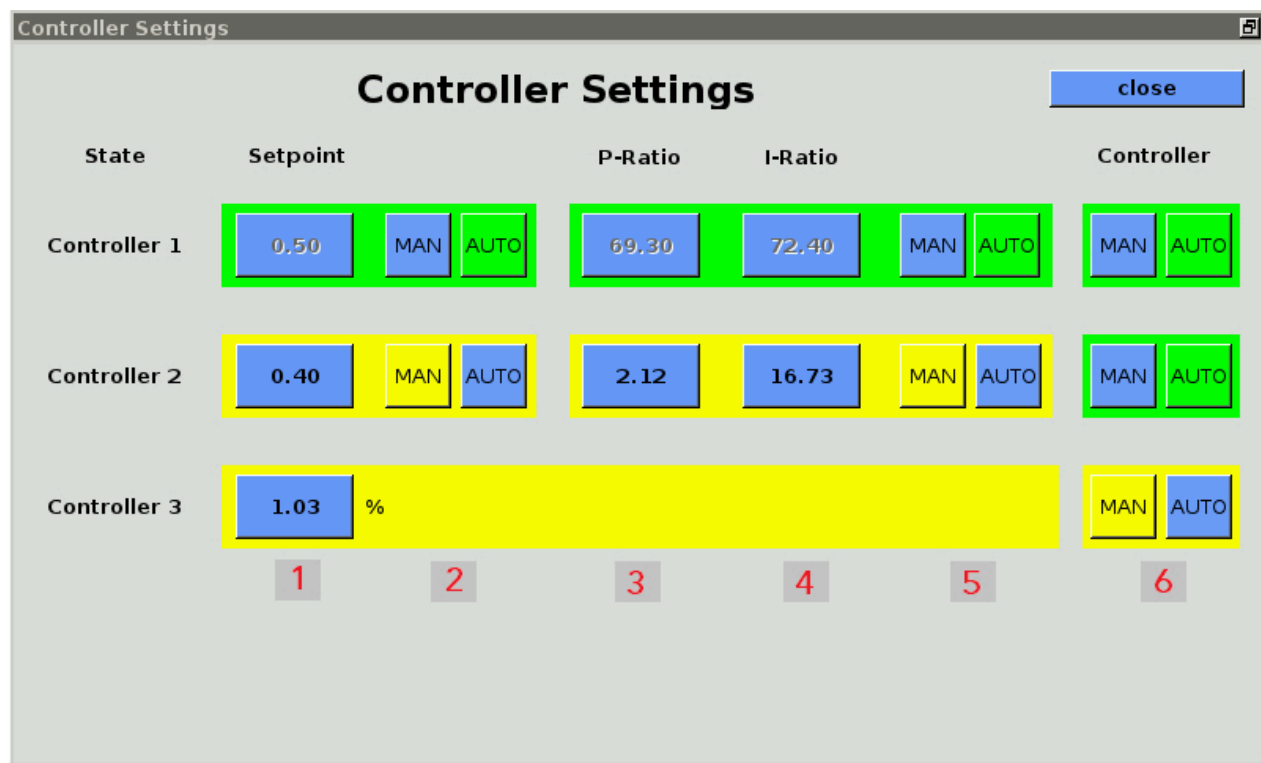 Controller Settings
Controller Settings
close
State Setpoint P-Ratio I-Ratio Controller
Controller 1 0.50 MAN AUTO 69.30 72.40 MAN AUTO MAN AUTO
Controller 2 0.40 MAN AUTO 2.12 16.73 MAN AUTO MAN AUTO
Controller 3 1.03 % MAN AUTO
1 2 3 4 5 6